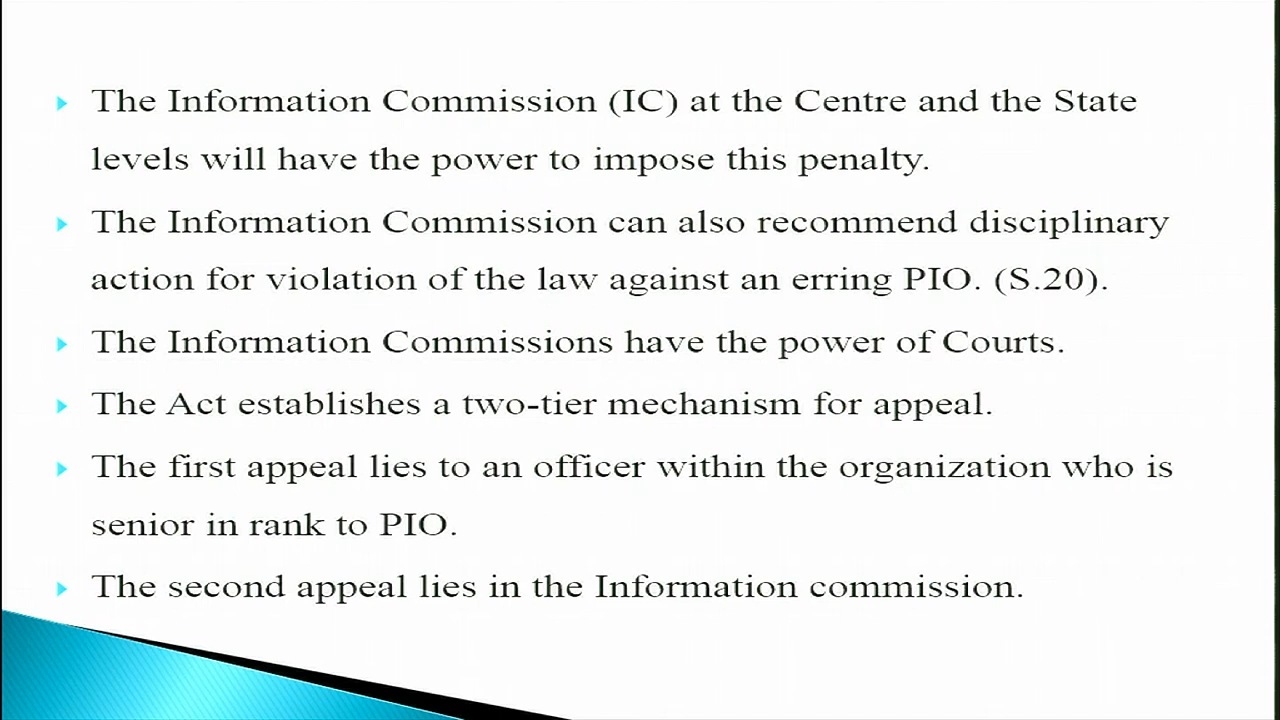 The Information Commission (IC) at the Centre and the State
levels will have the power to impose this penalty.
The Information Commission can also recommend disciplinary
action for violation of the law against an erring PIO. (S.20).
The Information Commissions have the power of Courts.
The Act establishes a two-tier mechanism for appeal.
The first appeal lies to an officer within the organization who is
senior in rank to PIO.
The second appeal lies in the Information commission.